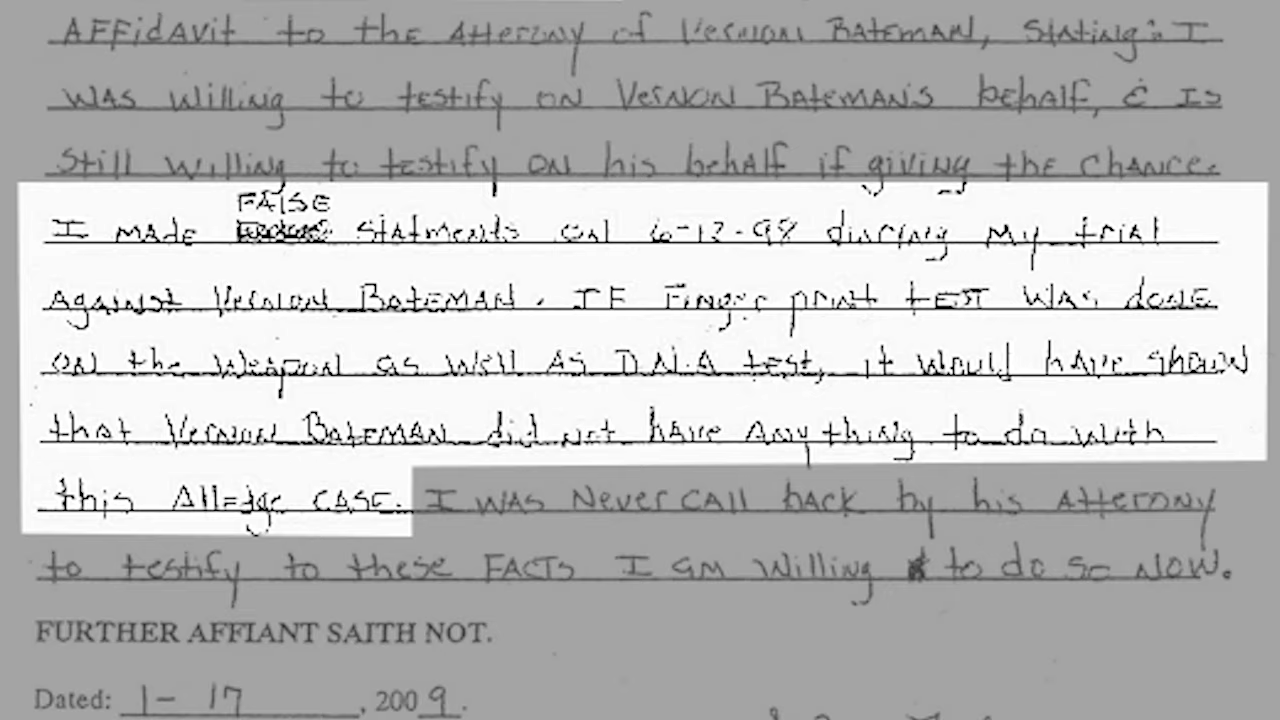 AFFidAvit to the Atterony of Vernon BATEMAN, Stating: I
WAS willing to testify on Vernon BAteman's behalf, & Is
still willing to testify ON his behalf if giving the CHANCE.
FAlSE
I MADE statments on 6-12-98 during My trial
AgAinst Vernon BATEMAN. IF Finger print tEST WAS doNE
oN the Weapon as well As D.N.A test, it would have shown
that Vernon BATEMAN did not have Anything to do with
this Allege CASE. I WAS Never CAll back by his Atterony
to testify to these FACTs I am willing to do so Now.
FURTHER AFFIANT SAITH NOT.
Dated: 1- 17, 2009.